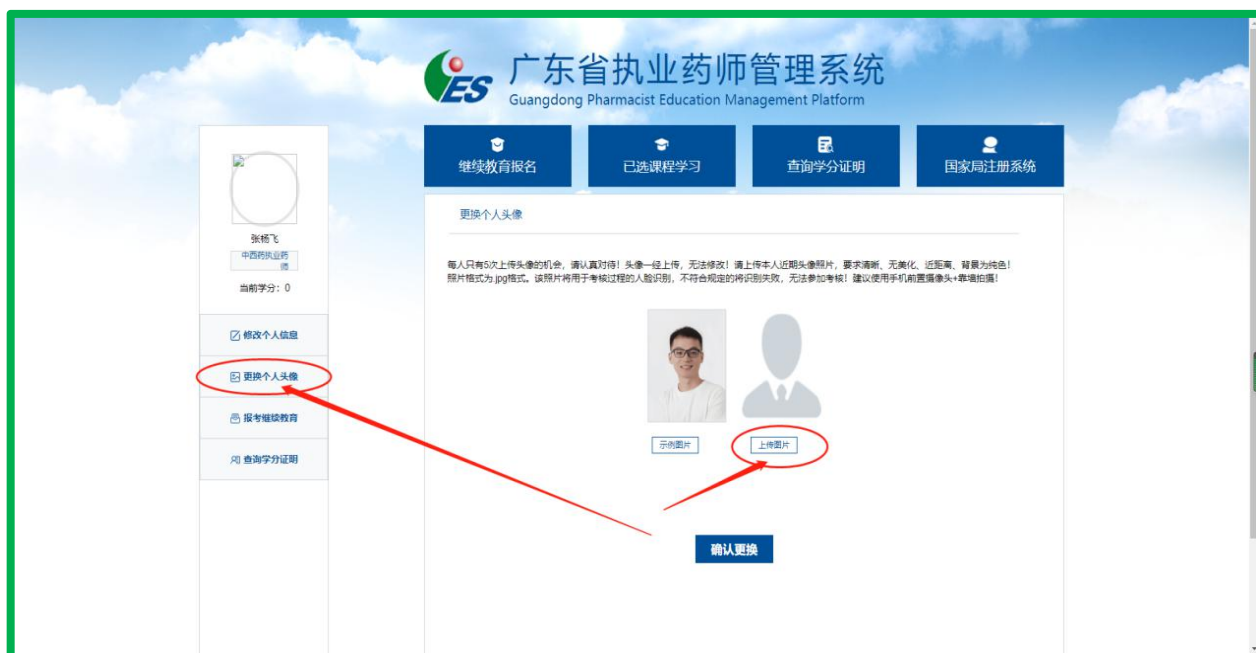 ES
广东省执业药师管理系统
Guangdong Pharmacist Education Management Platform
继续教育报名
已选课程学习
查询学分证明
国家局注册系统
张杨飞
中西药执业药
师
当前学分：0
修改个人信息
更换个人头像
报考继续教育
查询学分证明
更换个人头像
每人只有5次上传头像的机会，请认真对待！头像一经上传，无法修改！请上传本人近期头像照片，要求清晰、无美化、近距离、背景为纯色！
照片格式为.jpg格式。该照片将用于考核过程的人脸识别，不符合规定的将识别失败，无法参加考核！建议使用手机前置摄像头+靠墙拍摄！
示例图片
上传图片
确认更换